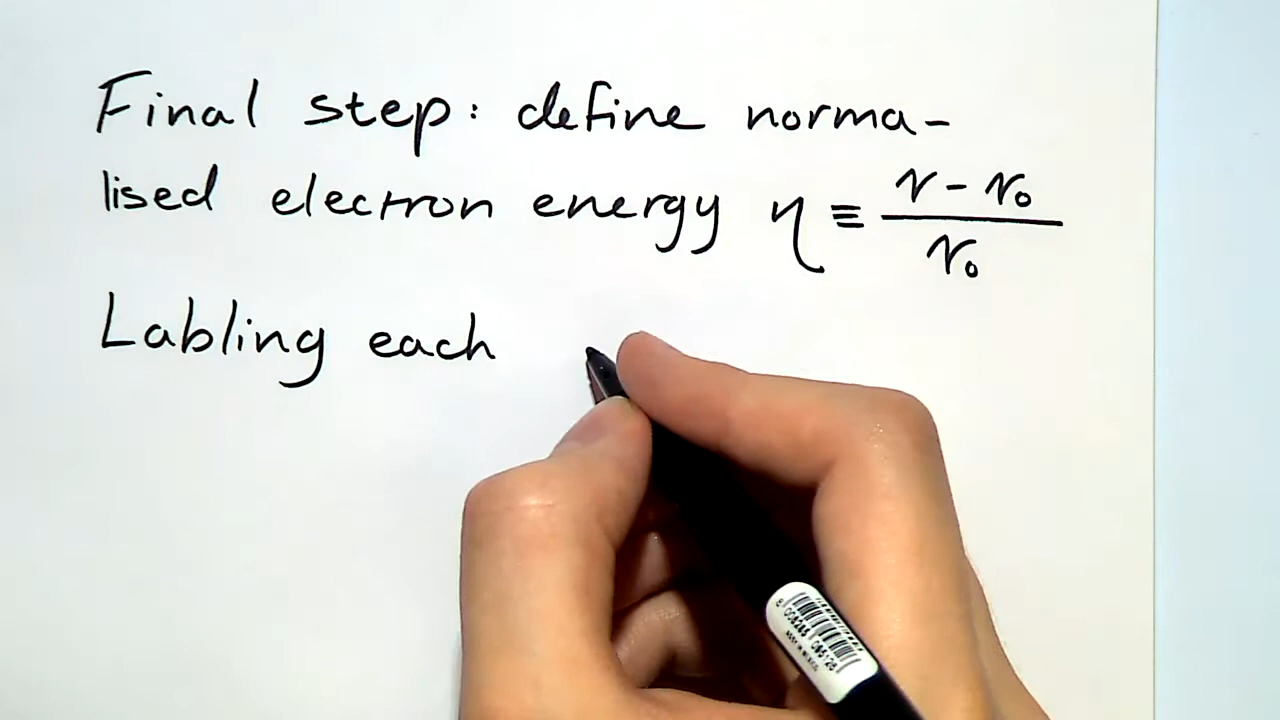 Final step: define norma-
lised electron energy η ≡ (γ - γ₀) / γ₀
Labling each